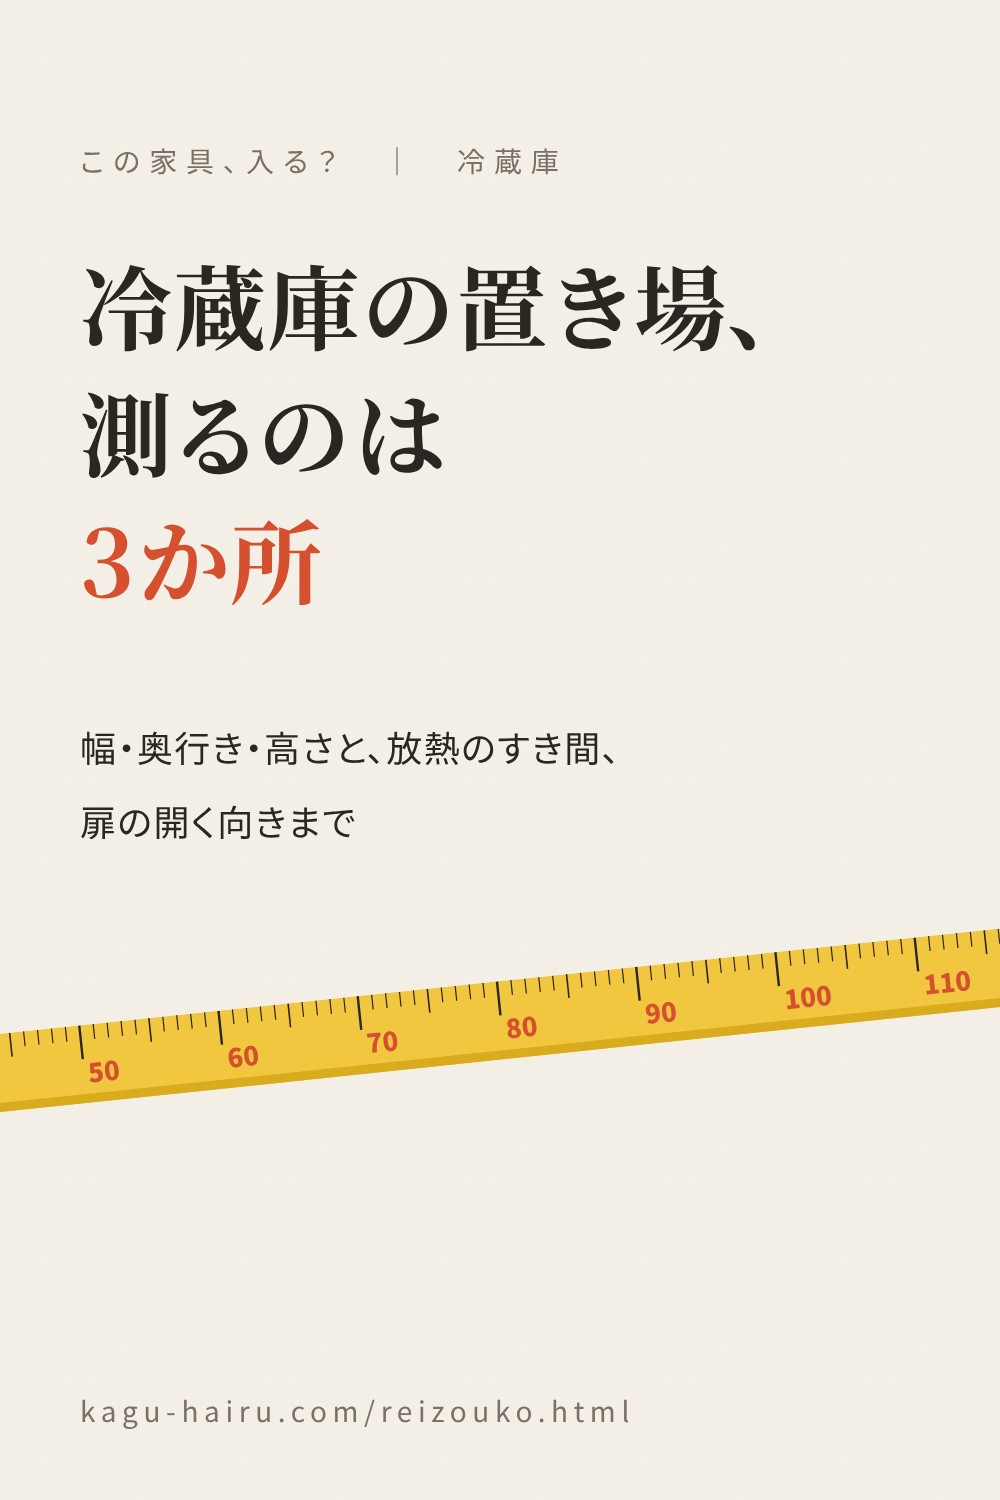 この家具、入る？ ｜ 冷蔵庫
冷蔵庫の置き場、
測るのは
3か所
幅・奥行き・高さと、放熱のすき間、
扉の開く向きまで
50 60 70 80 90 100 110
kagu-hairu.com/reizouko.html